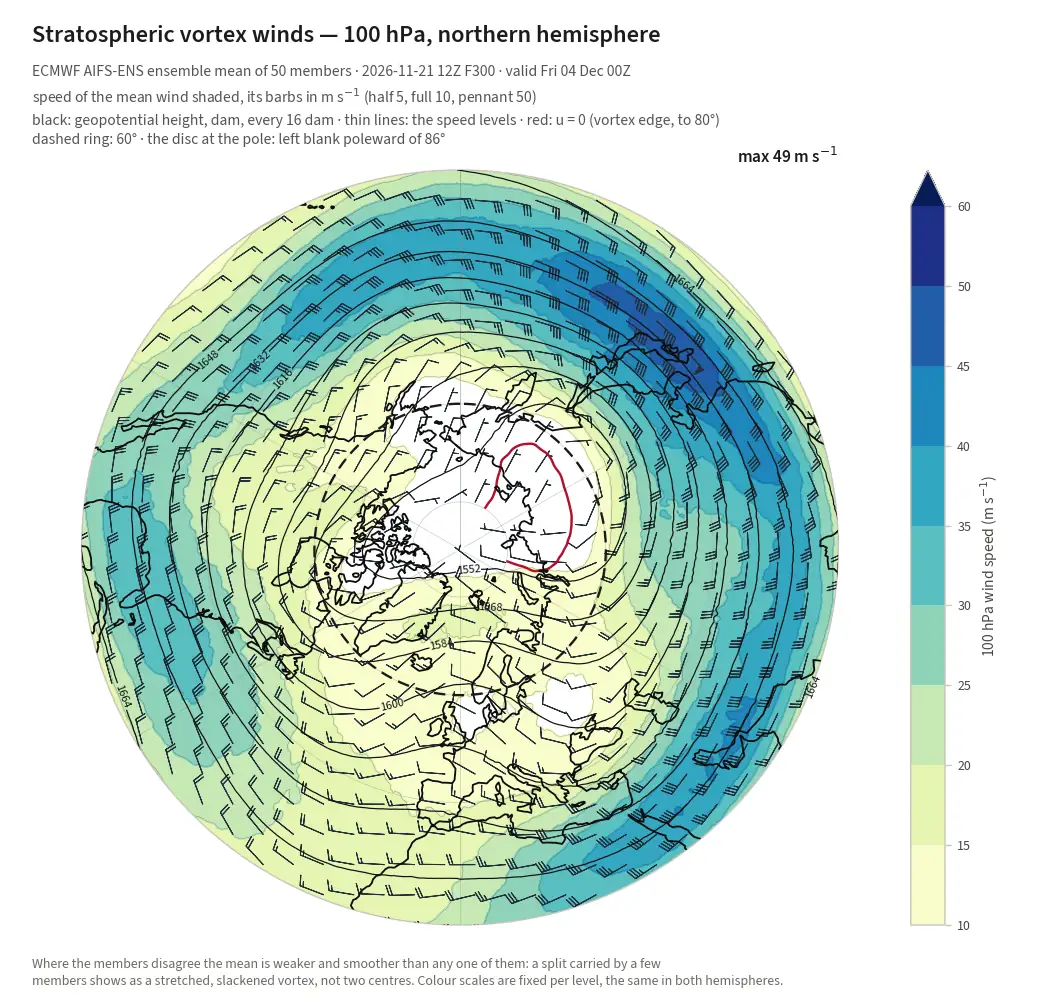 Stratospheric vortex winds — 100 hPa, northern hemisphere
ECMWF AIFS-ENS ensemble mean of 50 members · 2026-11-21 12Z F300 · valid Fri 04 Dec 00Z
speed of the mean wind shaded, its barbs in m s⁻¹ (half 5, full 10, pennant 50)
black: geopotential height, dam, every 16 dam · thin lines: the speed levels · red: u = 0 (vortex edge, to 80°)
dashed ring: 60° · the disc at the pole: left blank poleward of 86°
max 49 m s⁻¹
60
50
45
40
35
30
25
20
15
10
100 hPa wind speed (m s⁻¹)
1664
1648
1632
1616
1552
1568
1584
1600
1664
1664
Where the members disagree the mean is weaker and smoother than any one of them: a split carried by a few
members shows as a stretched, slackened vortex, not two centres. Colour scales are fixed per level, the same in both hemispheres.